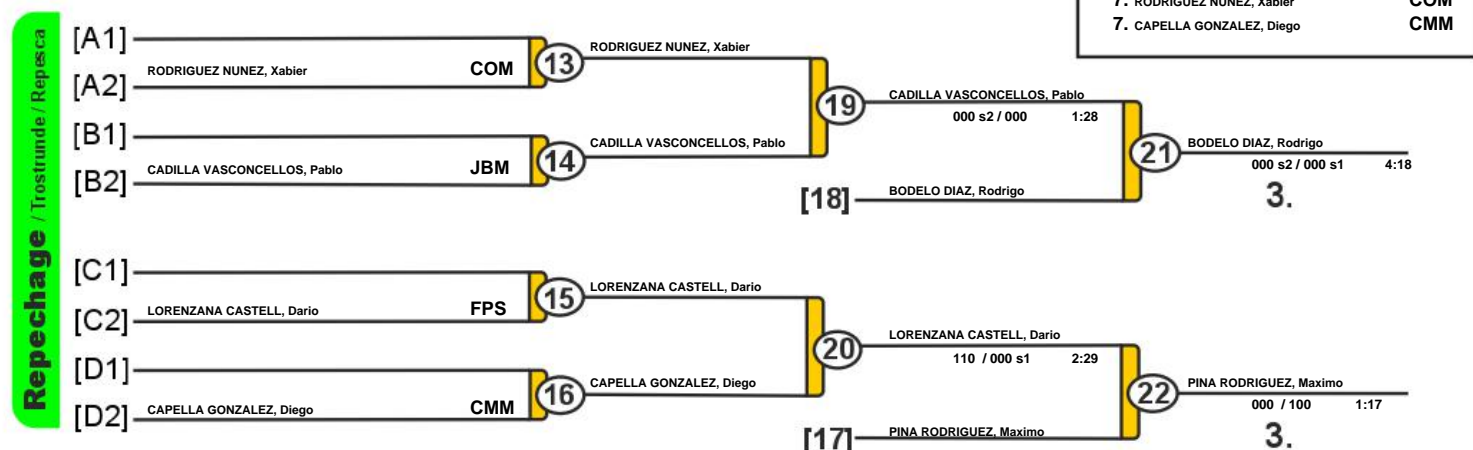 7. RODRIGUEZ NUNEZ, Xabier COM
7. CAPELLA GONZALEZ, Diego CMM
Repechage / Trostrunde / Repesca
[A1]
RODRIGUEZ NUNEZ, Xabier COM
[A2]
13
RODRIGUEZ NUNEZ, Xabier
[B1]
CADILLA VASCONCELLOS, Pablo JBM
[B2]
14
CADILLA VASCONCELLOS, Pablo
19
CADILLA VASCONCELLOS, Pablo
000 s2 / 000 1:28
[18]
BODELO DIAZ, Rodrigo
21
BODELO DIAZ, Rodrigo
000 s2 / 000 s1 4:18
3.
[C1]
LORENZANA CASTELL, Dario FPS
[C2]
15
LORENZANA CASTELL, Dario
[D1]
CAPELLA GONZALEZ, Diego CMM
[D2]
16
CAPELLA GONZALEZ, Diego
20
LORENZANA CASTELL, Dario
110 / 000 s1 2:29
[17]
PINA RODRIGUEZ, Maximo
22
PINA RODRIGUEZ, Maximo
000 / 100 1:17
3.